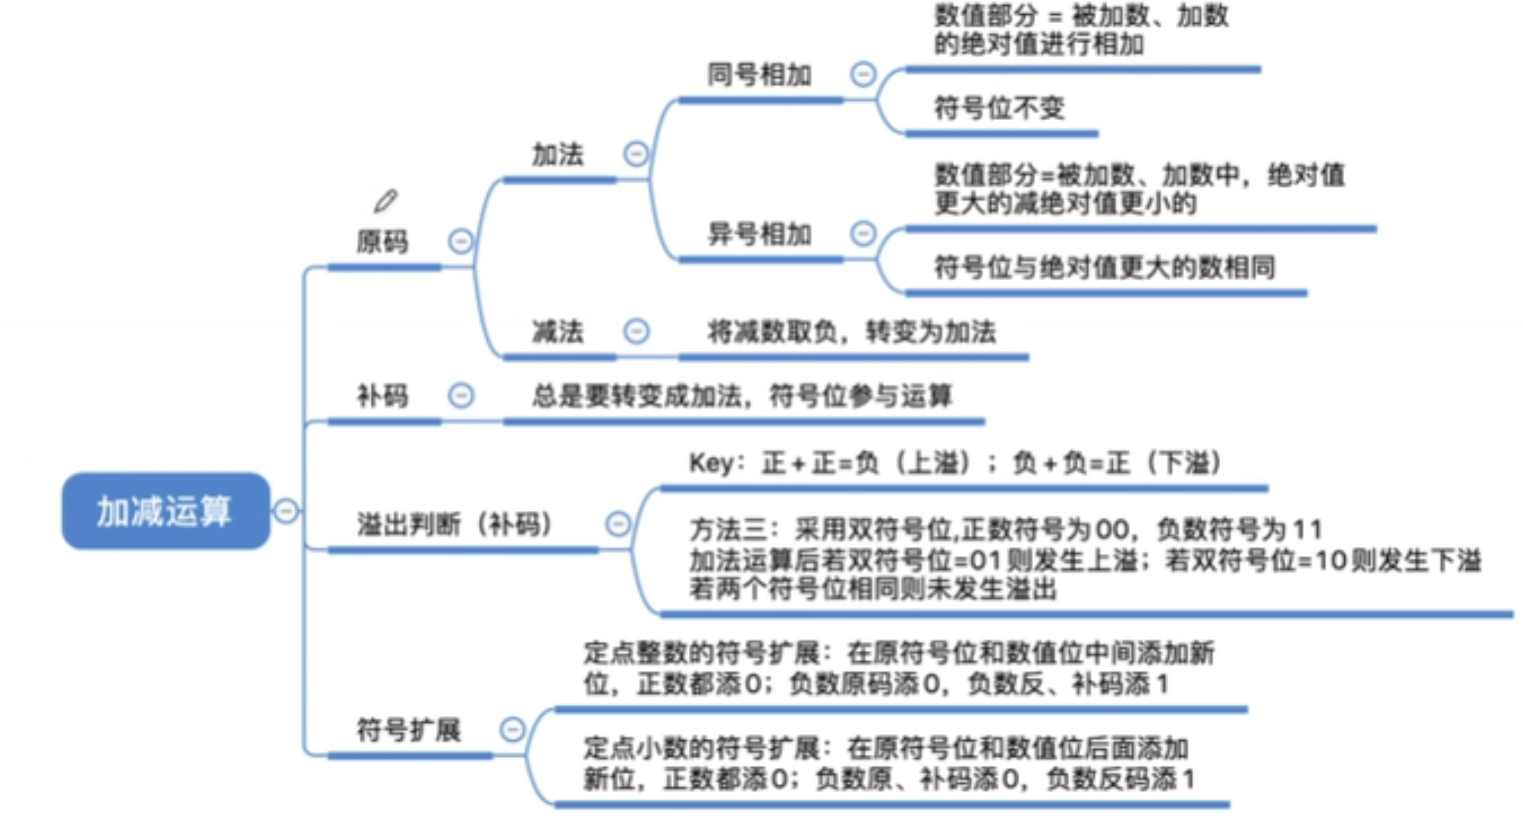 加减运算
原码
加法
同号相加
数值部分 = 被加数、加数
的绝对值进行相加
符号位不变
异号相加
数值部分=被加数、加数中，绝对值
更大的减绝对值更小的
符号位与绝对值更大的数相同
减法
将减数取负，转变为加法
补码
总是要转变成加法，符号位参与运算
溢出判断（补码）
Key：正+正=负（上溢）；负+负=正（下溢）
方法三：采用双符号位,正数符号为00，负数符号为11
加法运算后若双符号位=01则发生上溢；若双符号位=10则发生下溢
若两个符号位相同则未发生溢出
符号扩展
定点整数的符号扩展：在原符号位和数值位中间添加新
位，正数都添0；负数原码添0，负数反、补码添1
定点小数的符号扩展：在原符号位和数值位后面添加
新位，正数都添0；负数原、补码添0，负数反码添1